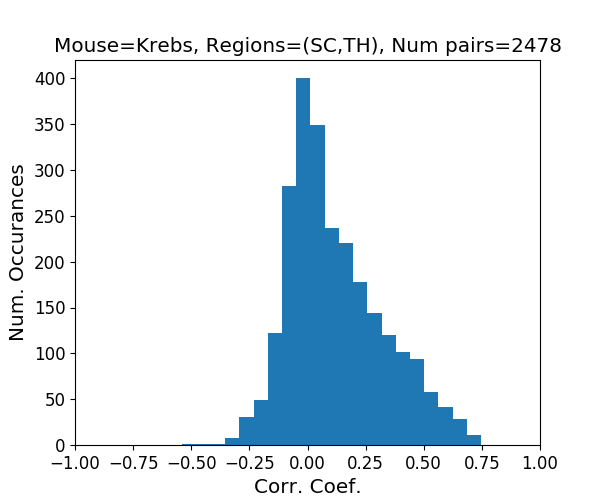 Mouse=Krebs, Regions=(SC,TH), Num pairs=2478
400
350
300
250
200
150
100
50
0
Num. Occurances
−1.00 −0.75 −0.50 −0.25 0.00 0.25 0.50 0.75 1.00
Corr. Coef.